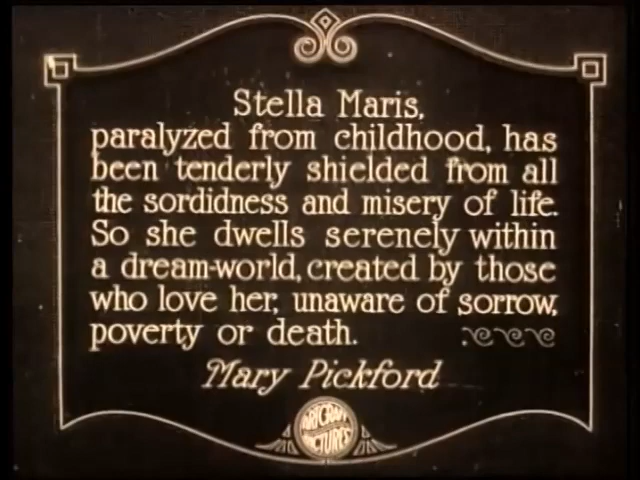 Stella Maris,
paralyzed from childhood, has
been tenderly shielded from all
the sordidness and misery of life.
So she dwells serenely within
a dream-world, created by those
who love her, unaware of sorrow,
poverty or death.
Mary Pickford
ARTCRAFT
PICTURES